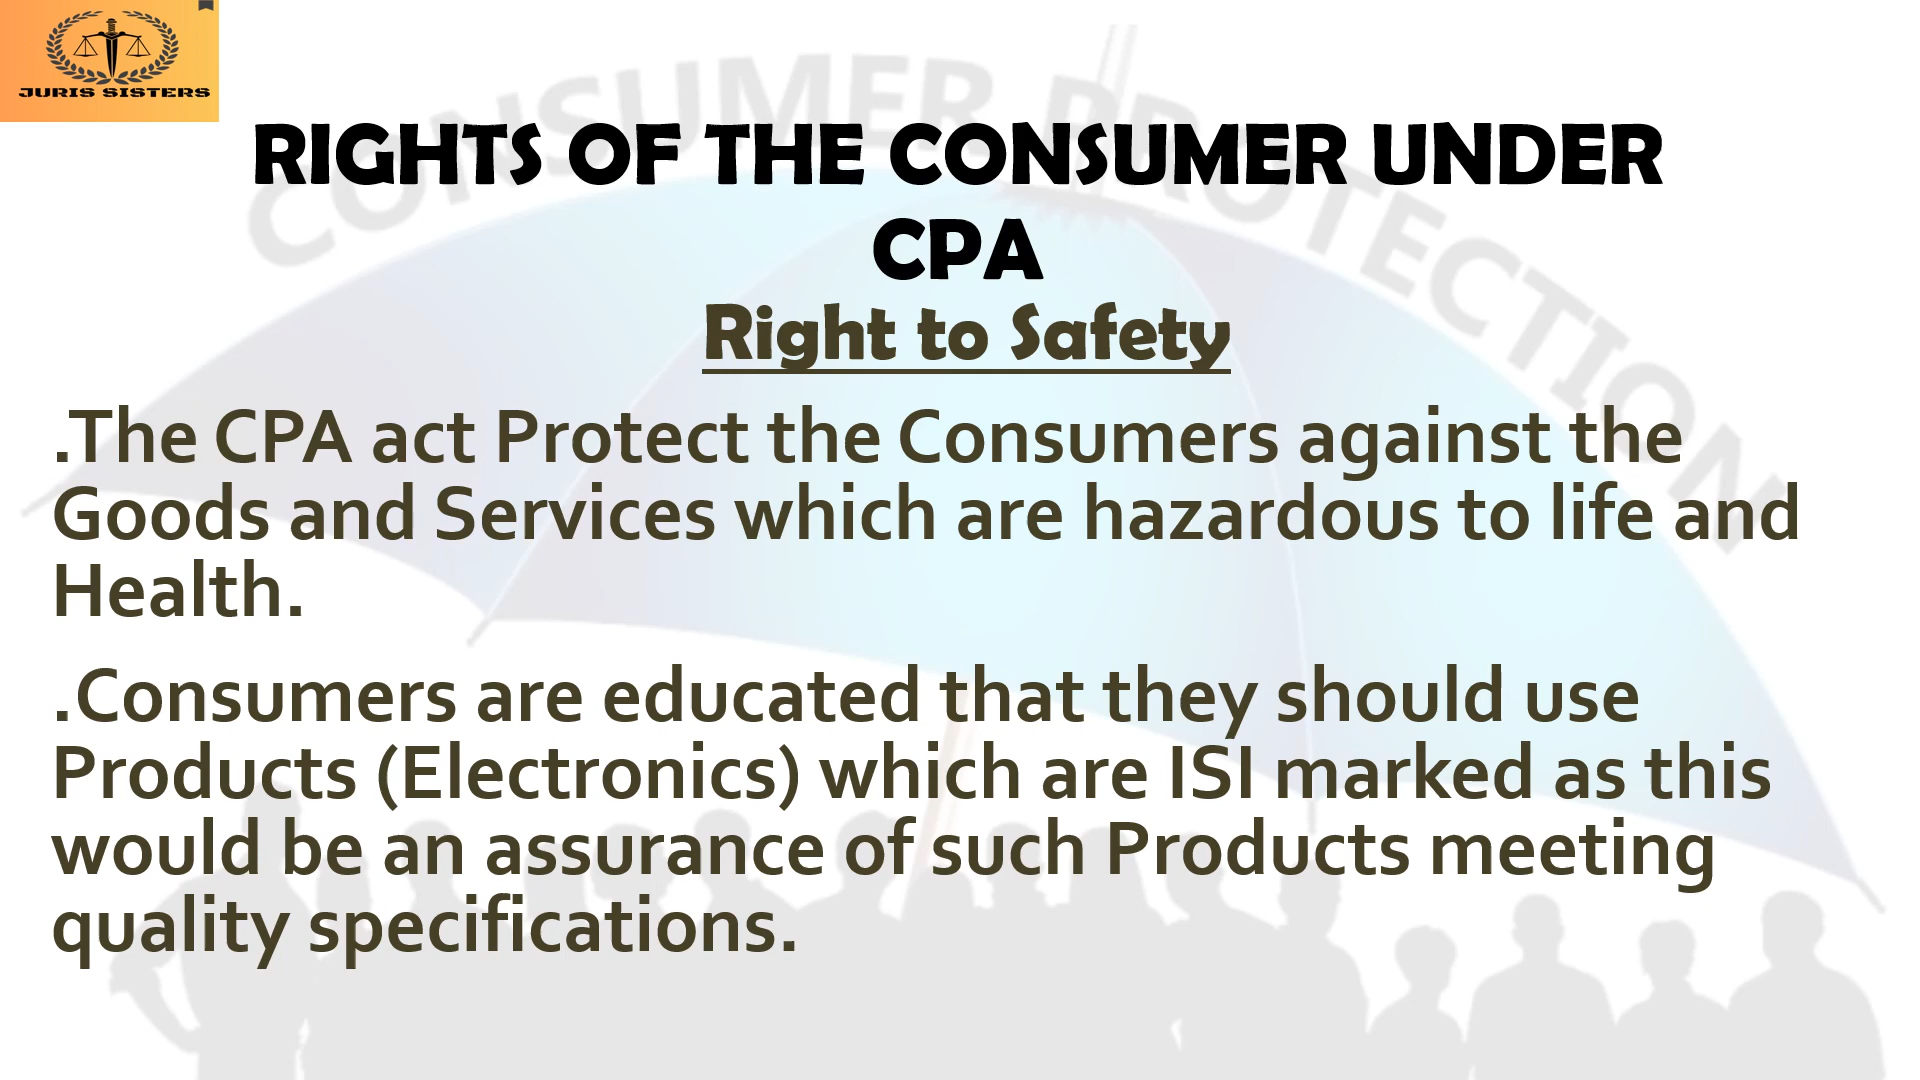 JURIS SISTERS
CONSUMER PROTECTION
RIGHTS OF THE CONSUMER UNDER
CPA
Right to Safety
.The CPA act Protect the Consumers against the
Goods and Services which are hazardous to life and
Health.
.Consumers are educated that they should use
Products (Electronics) which are ISI marked as this
would be an assurance of such Products meeting
quality specifications.